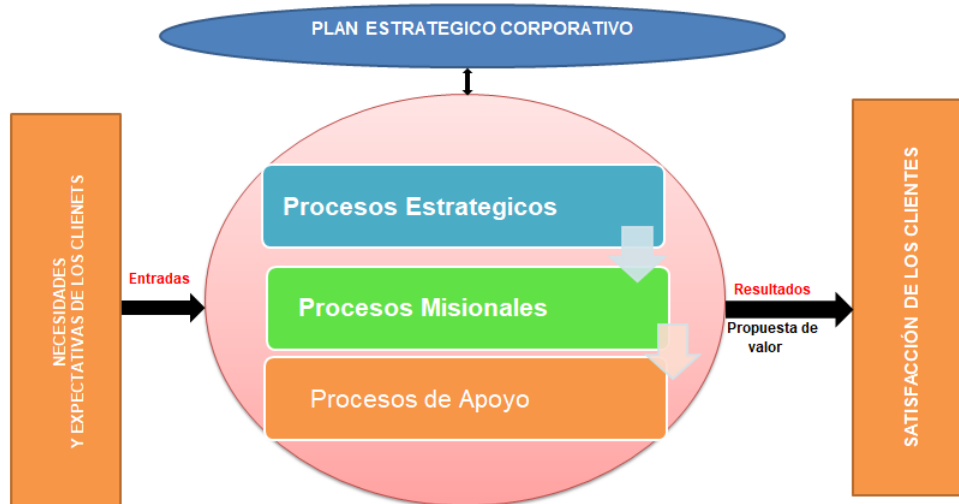 PLAN ESTRATEGICO CORPORATIVO
NECESIDADES
Y EXPECTATIVAS DE LOS CLIENETS
Entradas
Procesos Estrategicos
Procesos Misionales
Procesos de Apoyo
Resultados
Propuesta de
valor
SATISFACCIÓN DE LOS CLIENTES